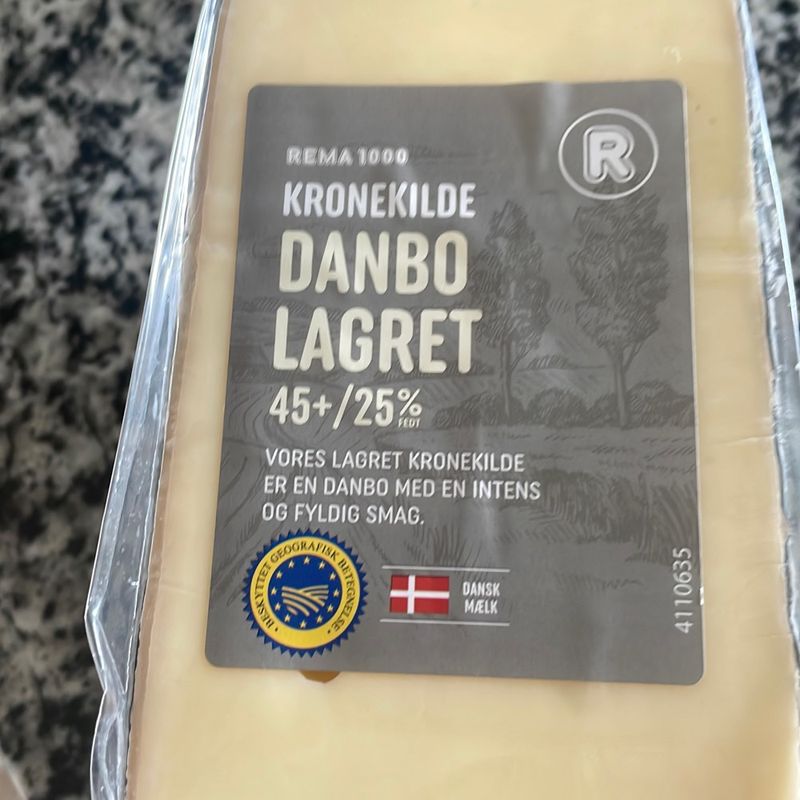 REMA 1000
R
KRONEKILDE
DANBO
LAGRET
45+/25%
FEDT
VORES LAGRET KRONEKILDE
ER EN DANBO MED EN INTENS
OG FYLDIG SMAG.
BESKYTTET GEOGRAFISK BETEGNELSE
DANSK
MÆLK
4110635